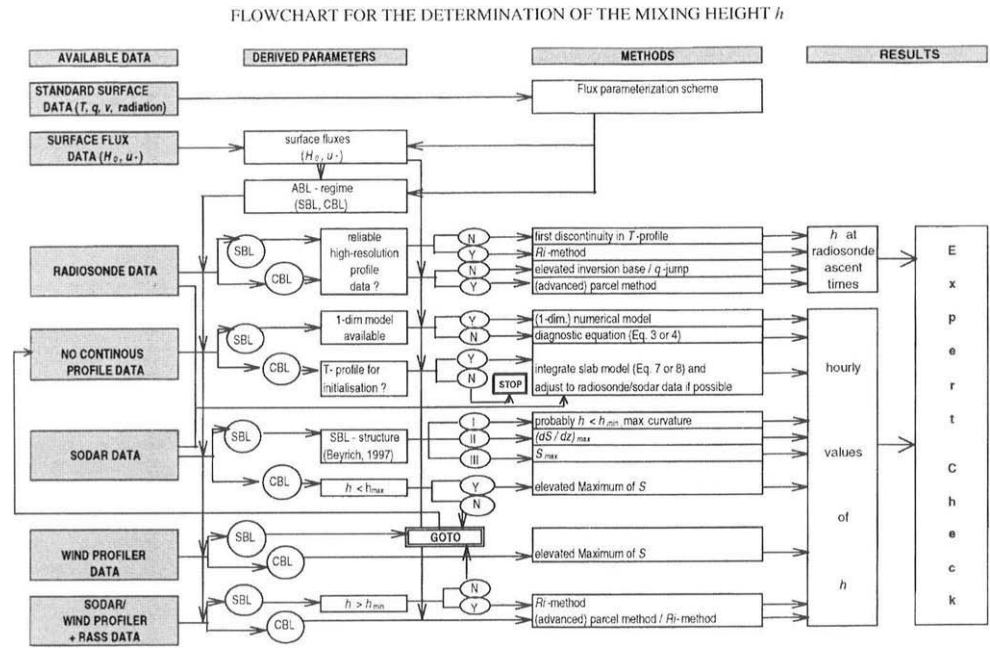 FLOWCHART FOR THE DETERMINATION OF THE MIXING HEIGHT h
AVAILABLE DATA
DERIVED PARAMETERS
METHODS
RESULTS
STANDARD SURFACE
DATA (T, q, v, radiation)
Flux parameterization scheme
SURFACE FLUX
DATA (H₀, u*)
surface fluxes
(H₀, u*)
ABL - regime
(SBL, CBL)
RADIOSONDE DATA
SBL
CBL
reliable
high-resolution
profile
data ?
N
Y
N
Y
first discontinuity in T-profile
Ri-method
elevated inversion base / q-jump
(advanced) parcel method
h at
radiosonde
ascent
times
NO CONTINOUS
PROFILE DATA
SBL
CBL
1-dim model
available
T- profile for
initialisation ?
Y
N
Y
N
STOP
(1-dim.) numerical model
diagnostic equation (Eq. 3 or 4)
integrate slab model (Eq. 7 or 8) and
adjust to radiosonde/sodar data if possible
SODAR DATA
SBL
CBL
SBL - structure
(Beyrich, 1997)
h < hmax
I
II
III
Y
N
probably h < hmin, max curvature
(dS / dz)max
Smax
elevated Maximum of S
WIND PROFILER
DATA
SBL
CBL
GOTO
elevated Maximum of S
SODAR/
WIND PROFILER
+ RASS DATA
SBL
CBL
h > hmin
N
Y
Ri-method
(advanced) parcel method / Ri-method
hourly
values
of
h
E
x
p
e
r
t
C
h
e
c
k